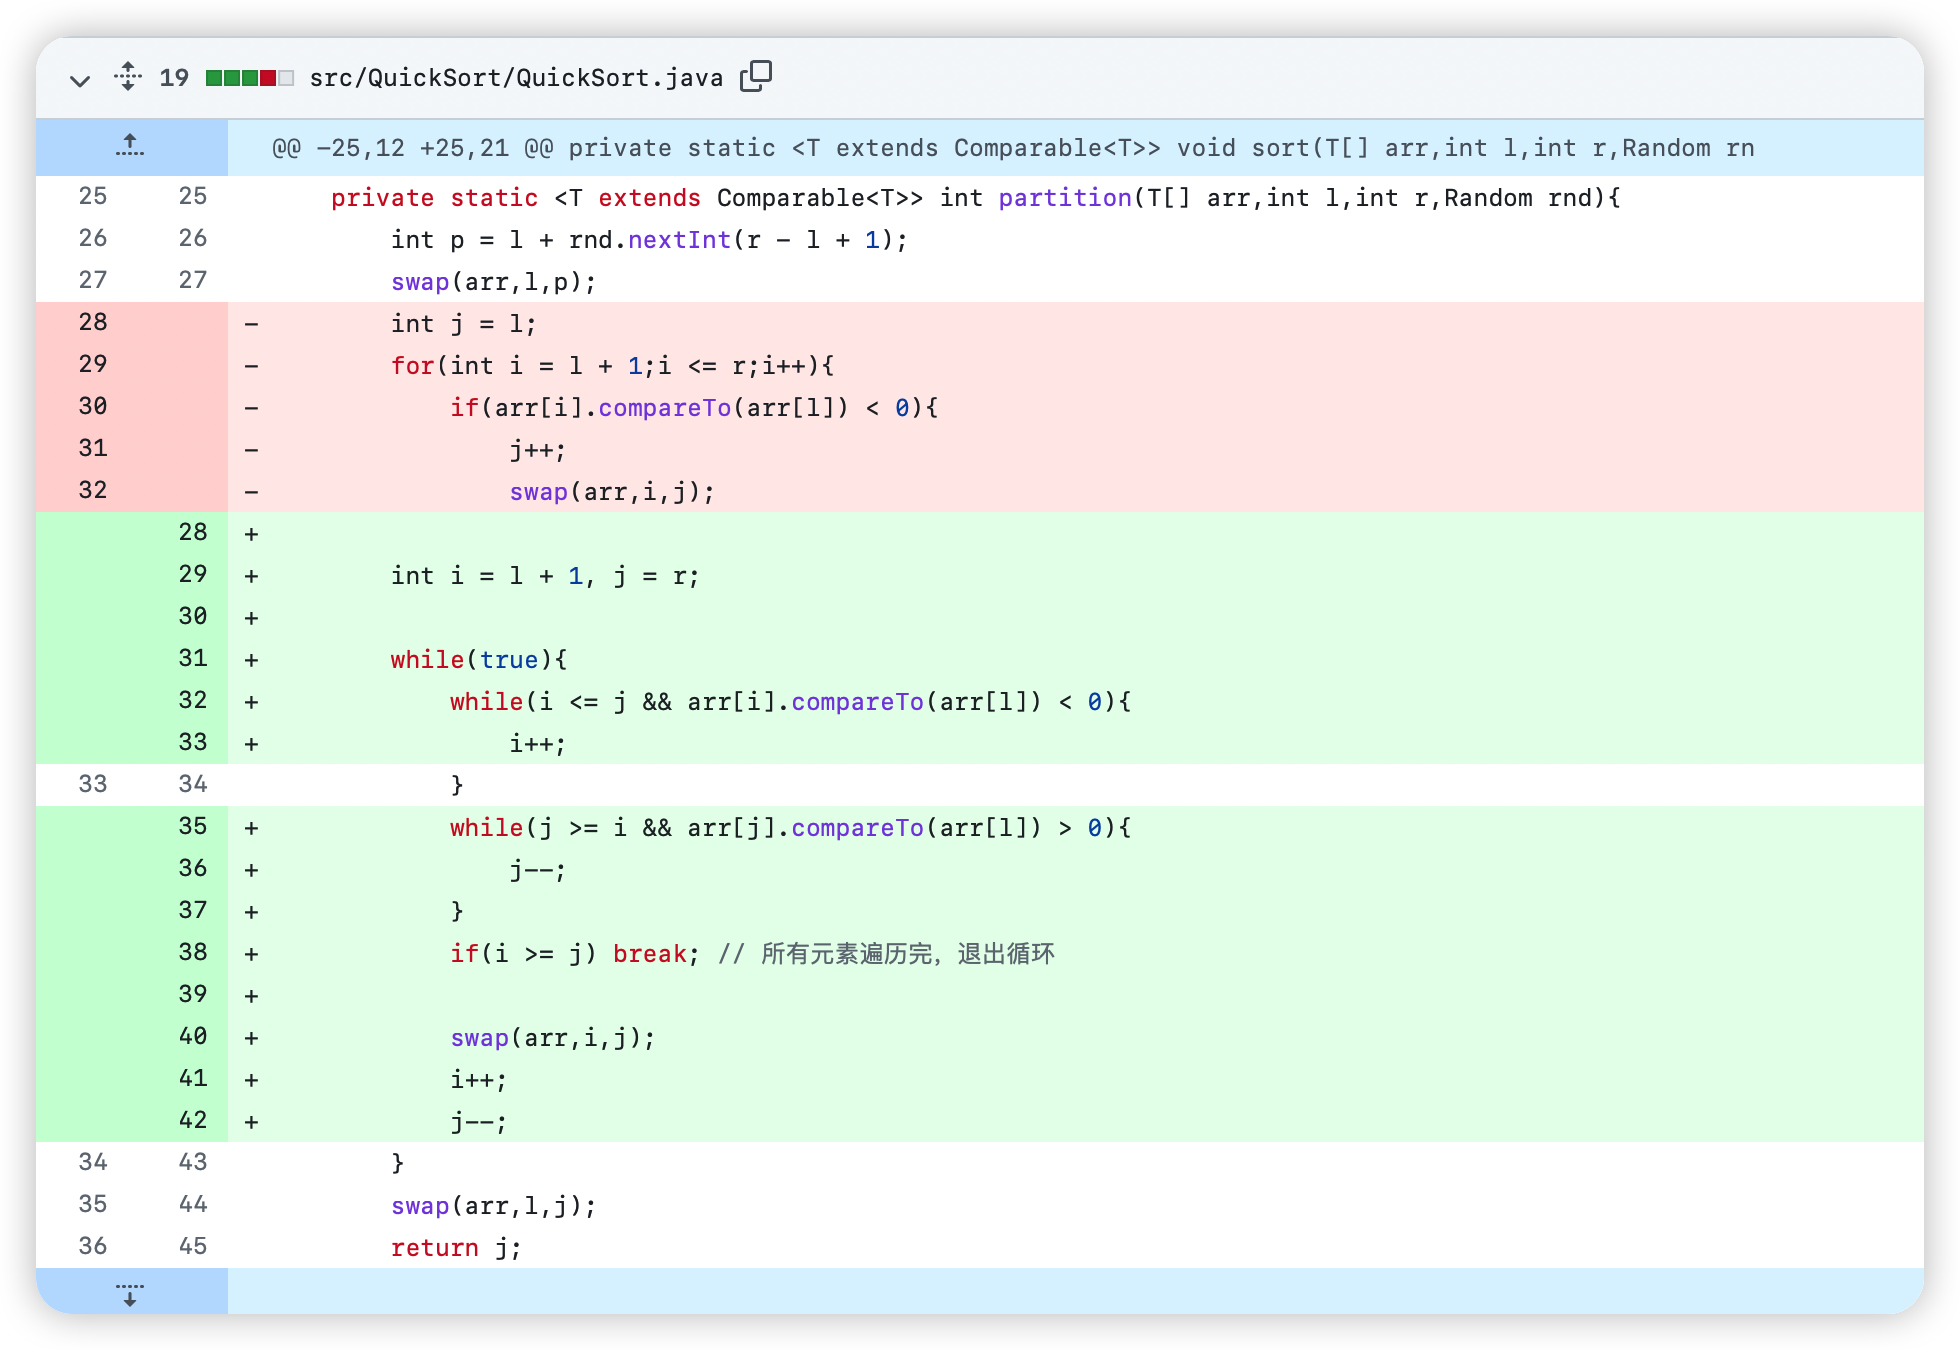 19 src/QuickSort/QuickSort.java
@@ -25,12 +25,21 @@ private static <T extends Comparable<T>> void sort(T[] arr,int l,int r,Random rn
25 25 private static <T extends Comparable<T>> int partition(T[] arr,int l,int r,Random rnd){
26 26 int p = l + rnd.nextInt(r - l + 1);
27 27 swap(arr,l,p);
28 - int j = l;
29 - for(int i = l + 1;i <= r;i++){
30 - if(arr[i].compareTo(arr[l]) < 0){
31 - j++;
32 - swap(arr,i,j);
28 +
29 + int i = l + 1, j = r;
30 +
31 + while(true){
32 + while(i <= j && arr[i].compareTo(arr[l]) < 0){
33 + i++;
33 34 }
35 + while(j >= i && arr[j].compareTo(arr[l]) > 0){
36 + j--;
37 + }
38 + if(i >= j) break; // 所有元素遍历完，退出循环
39 +
40 + swap(arr,i,j);
41 + i++;
42 + j--;
34 43 }
35 44 swap(arr,l,j);
36 45 return j;